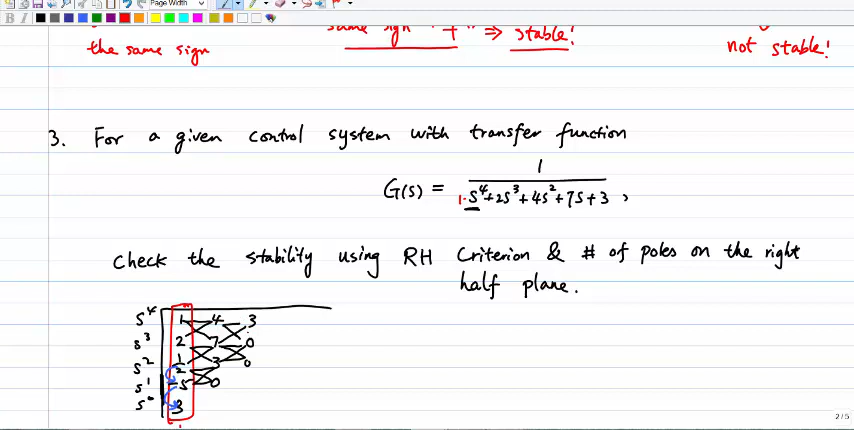 Page Width
B I
same sign "+" ⇒ stable!
the same sign
not stable!
3. For a given control system with transfer function
G(s) = 1 / (1·s⁴+2s³+4s²+7s+3),
Check the stability using RH Criterion & # of poles on the right
half plane.
s⁴ 1 4 3
s³ 2 7 0
s² 1/2 3 0
s¹ -5 0
s⁰ 3
2 / 5